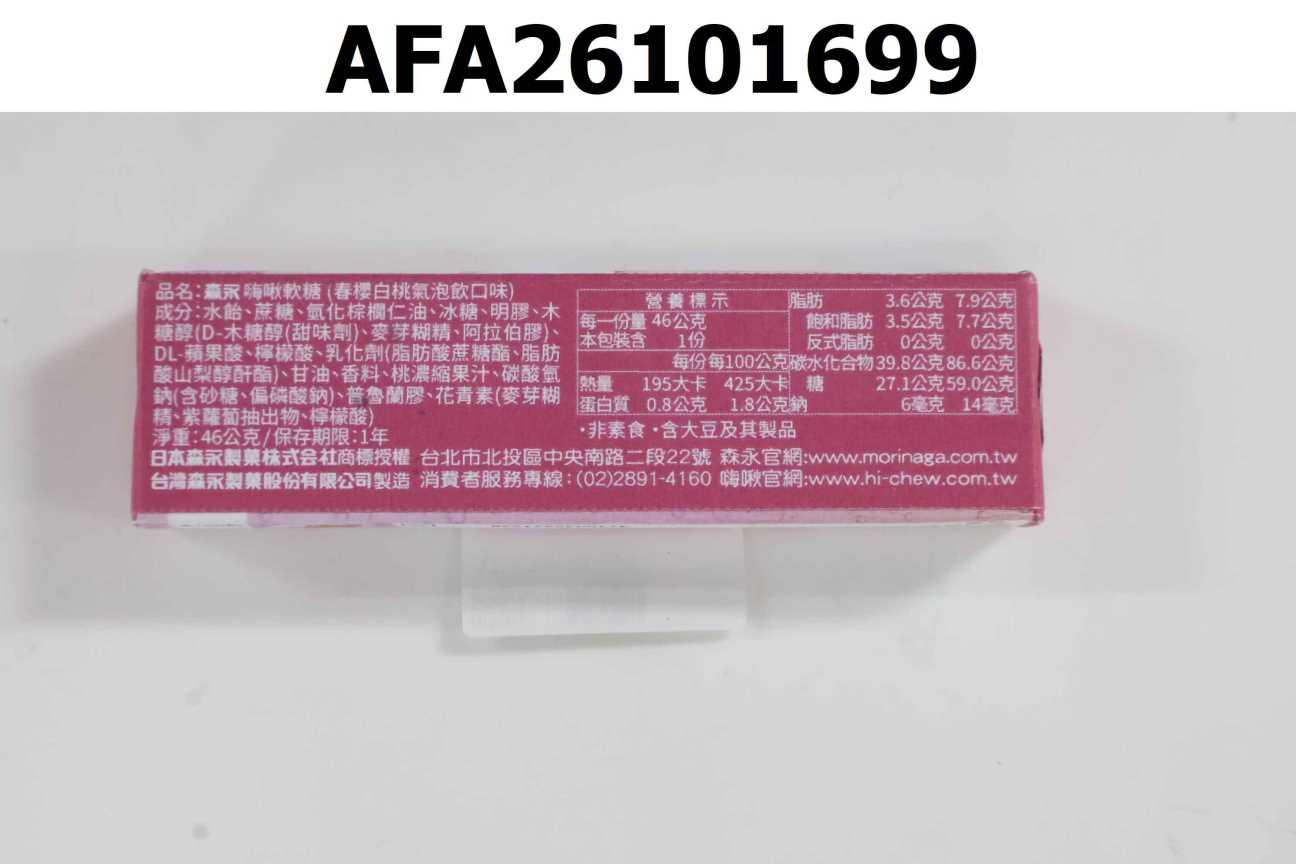 AFA26101699
品名:森永嗨啾軟糖(春櫻白桃氣泡飲口味)
成分:水飴、蔗糖、氫化棕櫚仁油、冰糖、明膠、木
糖醇(D-木糖醇(甜味劑)、麥芽糊精、阿拉伯膠)、
DL-蘋果酸、檸檬酸、乳化劑(脂肪酸蔗糖酯、脂肪
酸山梨醇酐酯)、甘油、香料、桃濃縮果汁、碳酸氫
鈉(含砂糖、偏磷酸鈉)、普魯蘭膠、花青素(麥芽糊
精、紫蘿蔔抽出物、檸檬酸)
淨重:46公克/保存期限:1年
營養標示
每一份量 46公克
本包裝含 1份
每份 每100公克
熱量 195大卡 425大卡
蛋白質 0.8公克 1.8公克
脂肪 3.6公克 7.9公克
飽和脂肪 3.5公克 7.7公克
反式脂肪 0公克 0公克
碳水化合物 39.8公克 86.6公克
糖 27.1公克 59.0公克
鈉 6毫克 14毫克
•非素食•含大豆及其製品
日本森永製菓株式会社商標授權 台北市北投區中央南路二段22號 森永官網:www.morinaga.com.tw
台灣森永製菓股份有限公司製造 消費者服務專線:(02)2891-4160 嗨啾官網:www.hi-chew.com.tw